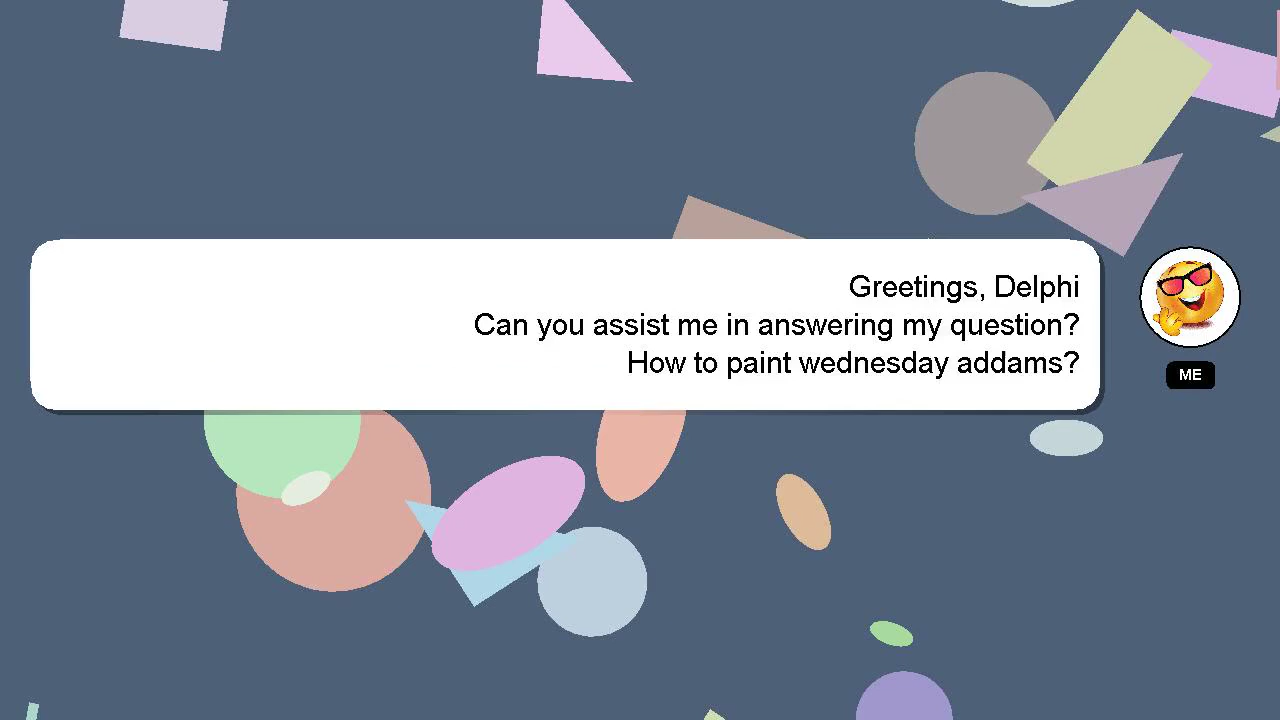 Greetings, Delphi
Can you assist me in answering my question?
How to paint wednesday addams?
ME